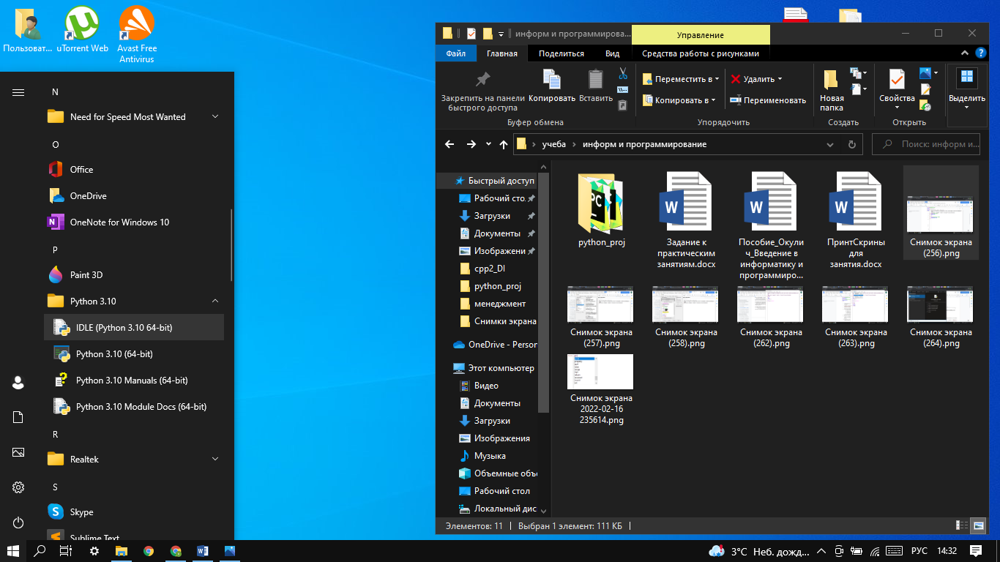 Пользоват...
uTorrent Web
Avast Free
Antivirus
N
Need for Speed Most Wanted
O
Office
OneDrive
OneNote for Windows 10
P
Paint 3D
Python 3.10
IDLE (Python 3.10 64-bit)
Python 3.10 (64-bit)
Python 3.10 Manuals (64-bit)
Python 3.10 Module Docs (64-bit)
R
Realtek
S
Skype
Sublime Text
информ и программирова...
Управление
Файл
Главная
Поделиться
Вид
Средства работы с рисунками
Закрепить на панели
быстрого доступа
Копировать
Вставить
Буфер обмена
Переместить в
Копировать в
Удалить
Переименовать
Упорядочить
Новая
папка
Создать
Свойства
Открыть
Выделить
учеба
информ и программирование
Поиск: информ и...
Быстрый доступ
Рабочий сто
Загрузки
Документы
Изображени
cpp2_DI
python_proj
менеджмент
Снимки экрана
OneDrive - Person
Этот компьютер
Видео
Документы
Загрузки
Изображения
Музыка
Объемные объ
Рабочий стол
Локальный дис
python_proj
Задание к
практическим
занятиям.docx
Пособие_Окули
ч_Введение в
информатику и
программиро...
ПринтСкрины
для
занятия.docx
Снимок экрана
(256).png
Снимок экрана
(257).png
Снимок экрана
(258).png
Снимок экрана
(262).png
Снимок экрана
(263).png
Снимок экрана
(264).png
Снимок экрана
2022-02-16
235614.png
Элементов: 11
Выбран 1 элемент: 111 КБ
3°C Неб. дожд...
РУС
14:32